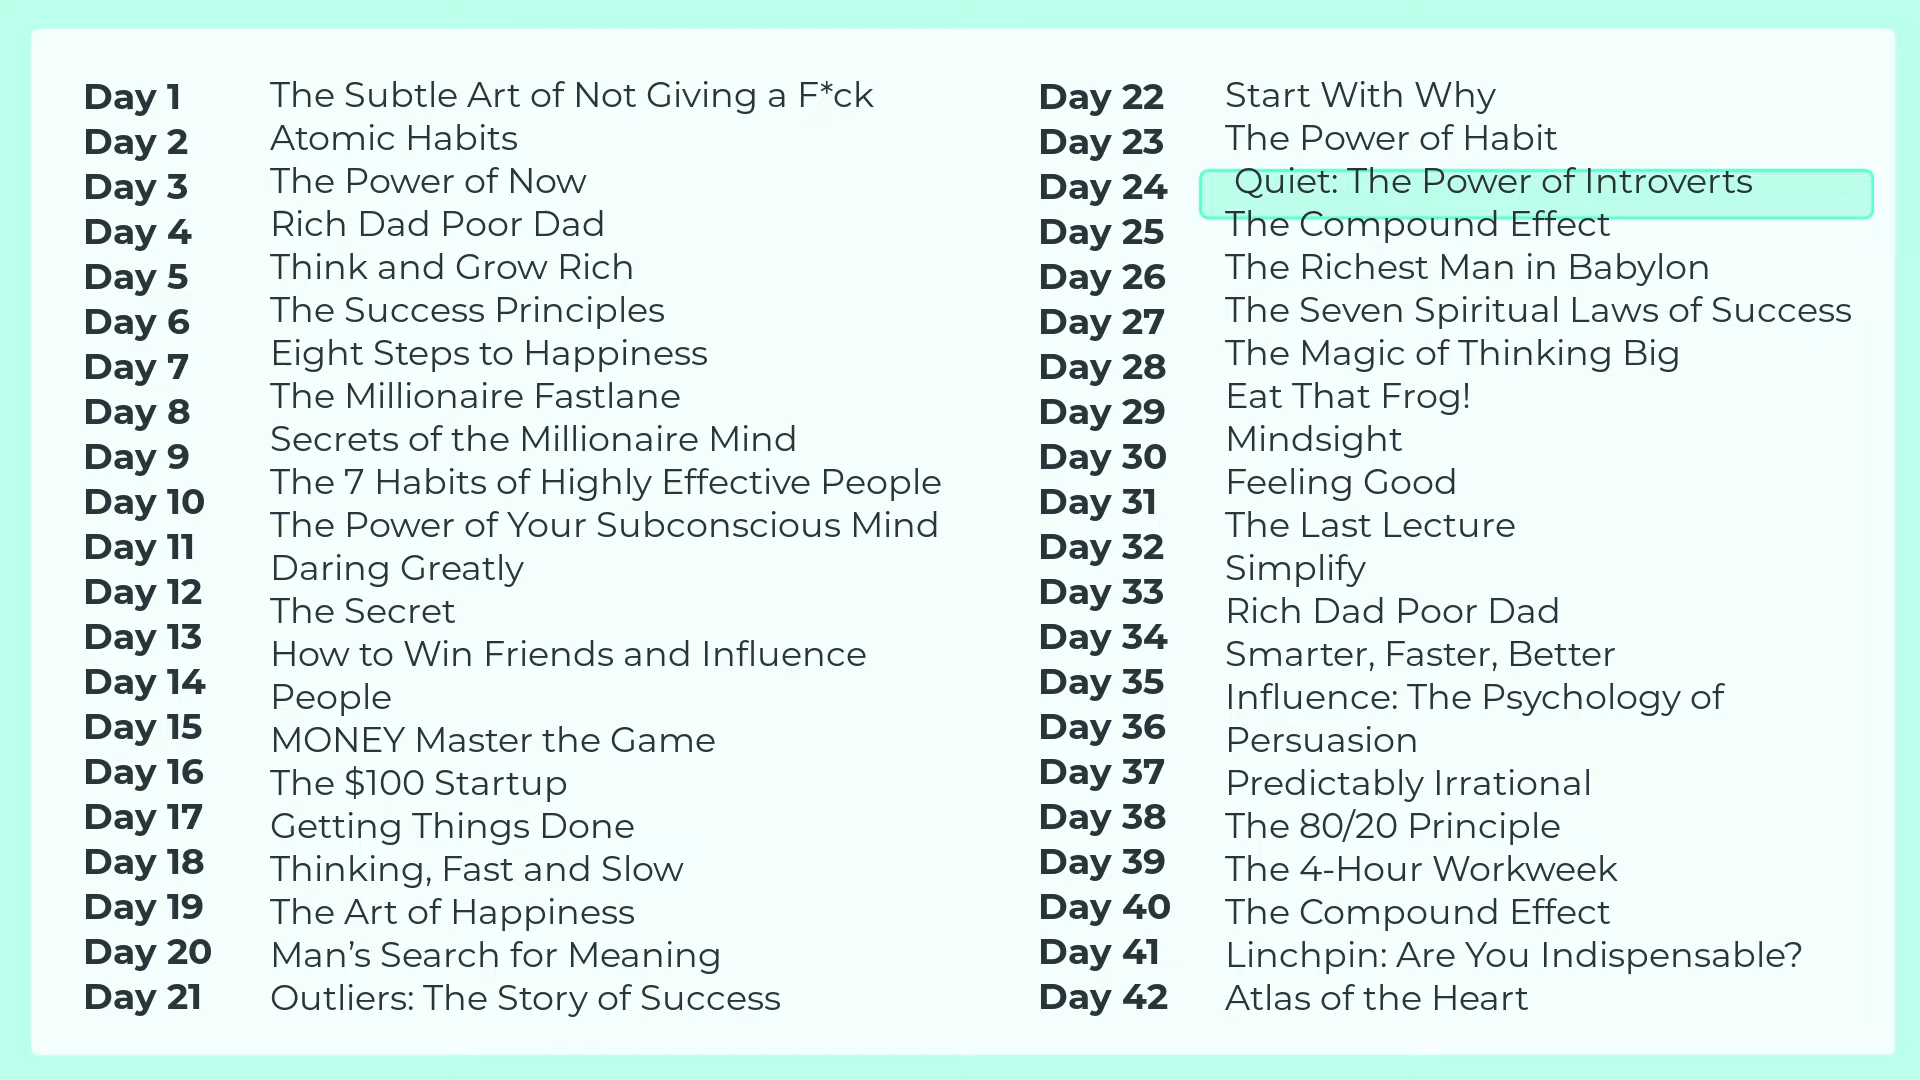 Day 1
Day 2
Day 3
Day 4
Day 5
Day 6
Day 7
Day 8
Day 9
Day 10
Day 11
Day 12
Day 13
Day 14
Day 15
Day 16
Day 17
Day 18
Day 19
Day 20
Day 21
The Subtle Art of Not Giving a F*ck
Atomic Habits
The Power of Now
Rich Dad Poor Dad
Think and Grow Rich
The Success Principles
Eight Steps to Happiness
The Millionaire Fastlane
Secrets of the Millionaire Mind
The 7 Habits of Highly Effective People
The Power of Your Subconscious Mind
Daring Greatly
The Secret
How to Win Friends and Influence
People
MONEY Master the Game
The $100 Startup
Getting Things Done
Thinking, Fast and Slow
The Art of Happiness
Man’s Search for Meaning
Outliers: The Story of Success
Day 22
Day 23
Day 24
Day 25
Day 26
Day 27
Day 28
Day 29
Day 30
Day 31
Day 32
Day 33
Day 34
Day 35
Day 36
Day 37
Day 38
Day 39
Day 40
Day 41
Day 42
Start With Why
The Power of Habit
Quiet: The Power of Introverts
The Compound Effect
The Richest Man in Babylon
The Seven Spiritual Laws of Success
The Magic of Thinking Big
Eat That Frog!
Mindsight
Feeling Good
The Last Lecture
Simplify
Rich Dad Poor Dad
Smarter, Faster, Better
Influence: The Psychology of
Persuasion
Predictably Irrational
The 80/20 Principle
The 4-Hour Workweek
The Compound Effect
Linchpin: Are You Indispensable?
Atlas of the Heart